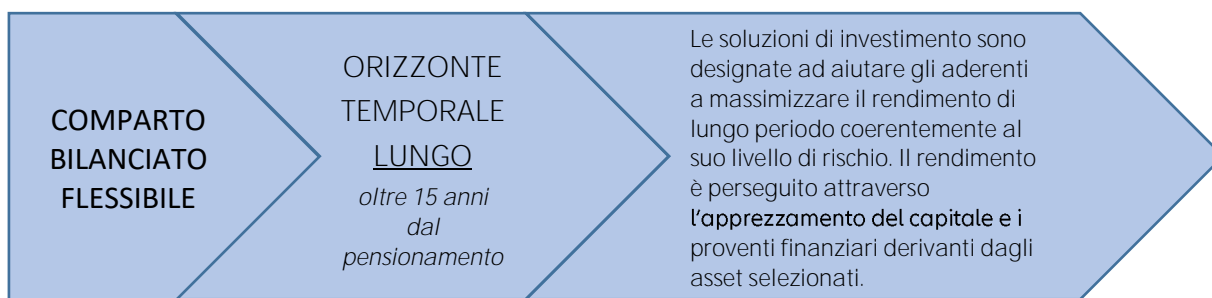 COMPARTO
BILANCIATO
FLESSIBILE
ORIZZONTE
TEMPORALE
LUNGO
oltre 15 anni
dal
pensionamento
Le soluzioni di investimento sono
designate ad aiutare gli aderenti
a massimizzare il rendimento di
lungo periodo coerentemente al
suo livello di rischio. Il rendimento
è perseguito attraverso
l'apprezzamento del capitale e i
proventi finanziari derivanti dagli
asset selezionati.